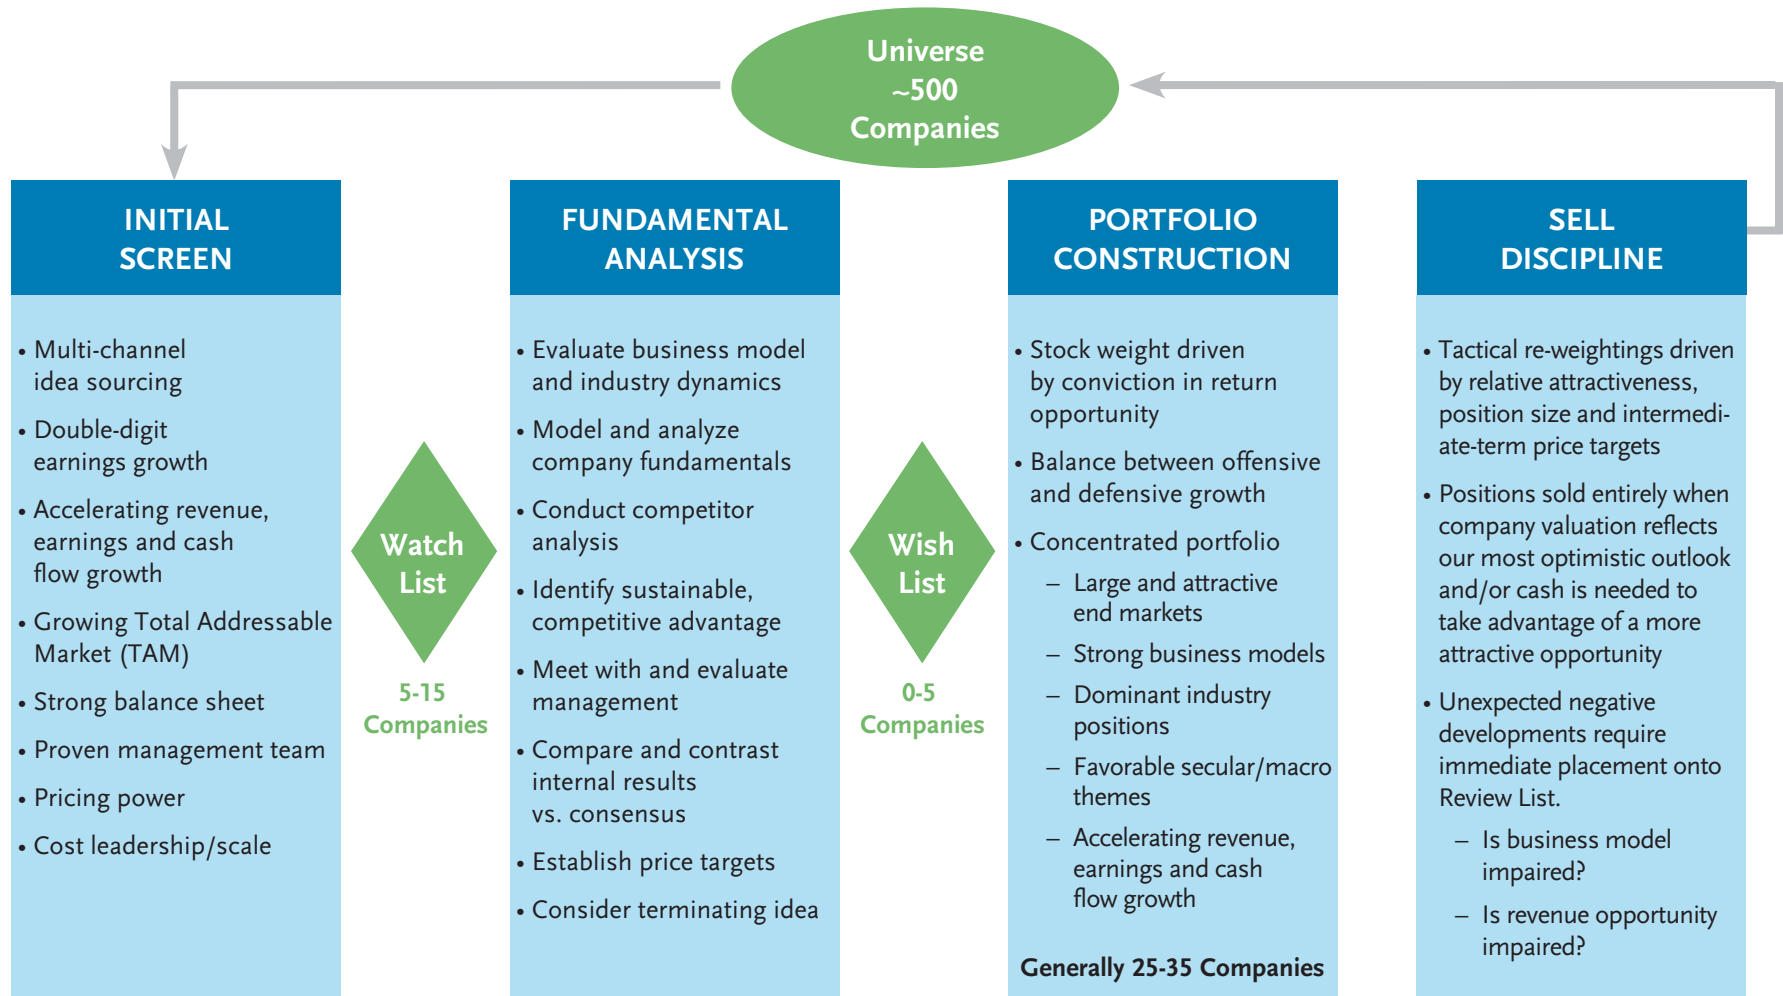 Universe
~500
Companies
INITIAL
SCREEN
• Multi-channel
idea sourcing
• Double-digit
earnings growth
• Accelerating revenue,
earnings and cash
flow growth
• Growing Total Addressable
Market (TAM)
• Strong balance sheet
• Proven management team
• Pricing power
• Cost leadership/scale
Watch
List
5-15
Companies
FUNDAMENTAL
ANALYSIS
• Evaluate business model
and industry dynamics
• Model and analyze
company fundamentals
• Conduct competitor
analysis
• Identify sustainable,
competitive advantage
• Meet with and evaluate
management
• Compare and contrast
internal results
vs. consensus
• Establish price targets
• Consider terminating idea
Wish
List
0-5
Companies
PORTFOLIO
CONSTRUCTION
• Stock weight driven
by conviction in return
opportunity
• Balance between offensive
and defensive growth
• Concentrated portfolio
– Large and attractive
end markets
– Strong business models
– Dominant industry
positions
– Favorable secular/macro
themes
– Accelerating revenue,
earnings and cash
flow growth
Generally 25-35 Companies
SELL
DISCIPLINE
• Tactical re-weightings driven
by relative attractiveness,
position size and intermedi-
ate-term price targets
• Positions sold entirely when
company valuation reflects
our most optimistic outlook
and/or cash is needed to
take advantage of a more
attractive opportunity
• Unexpected negative
developments require
immediate placement onto
Review List.
– Is business model
impaired?
– Is revenue opportunity
impaired?